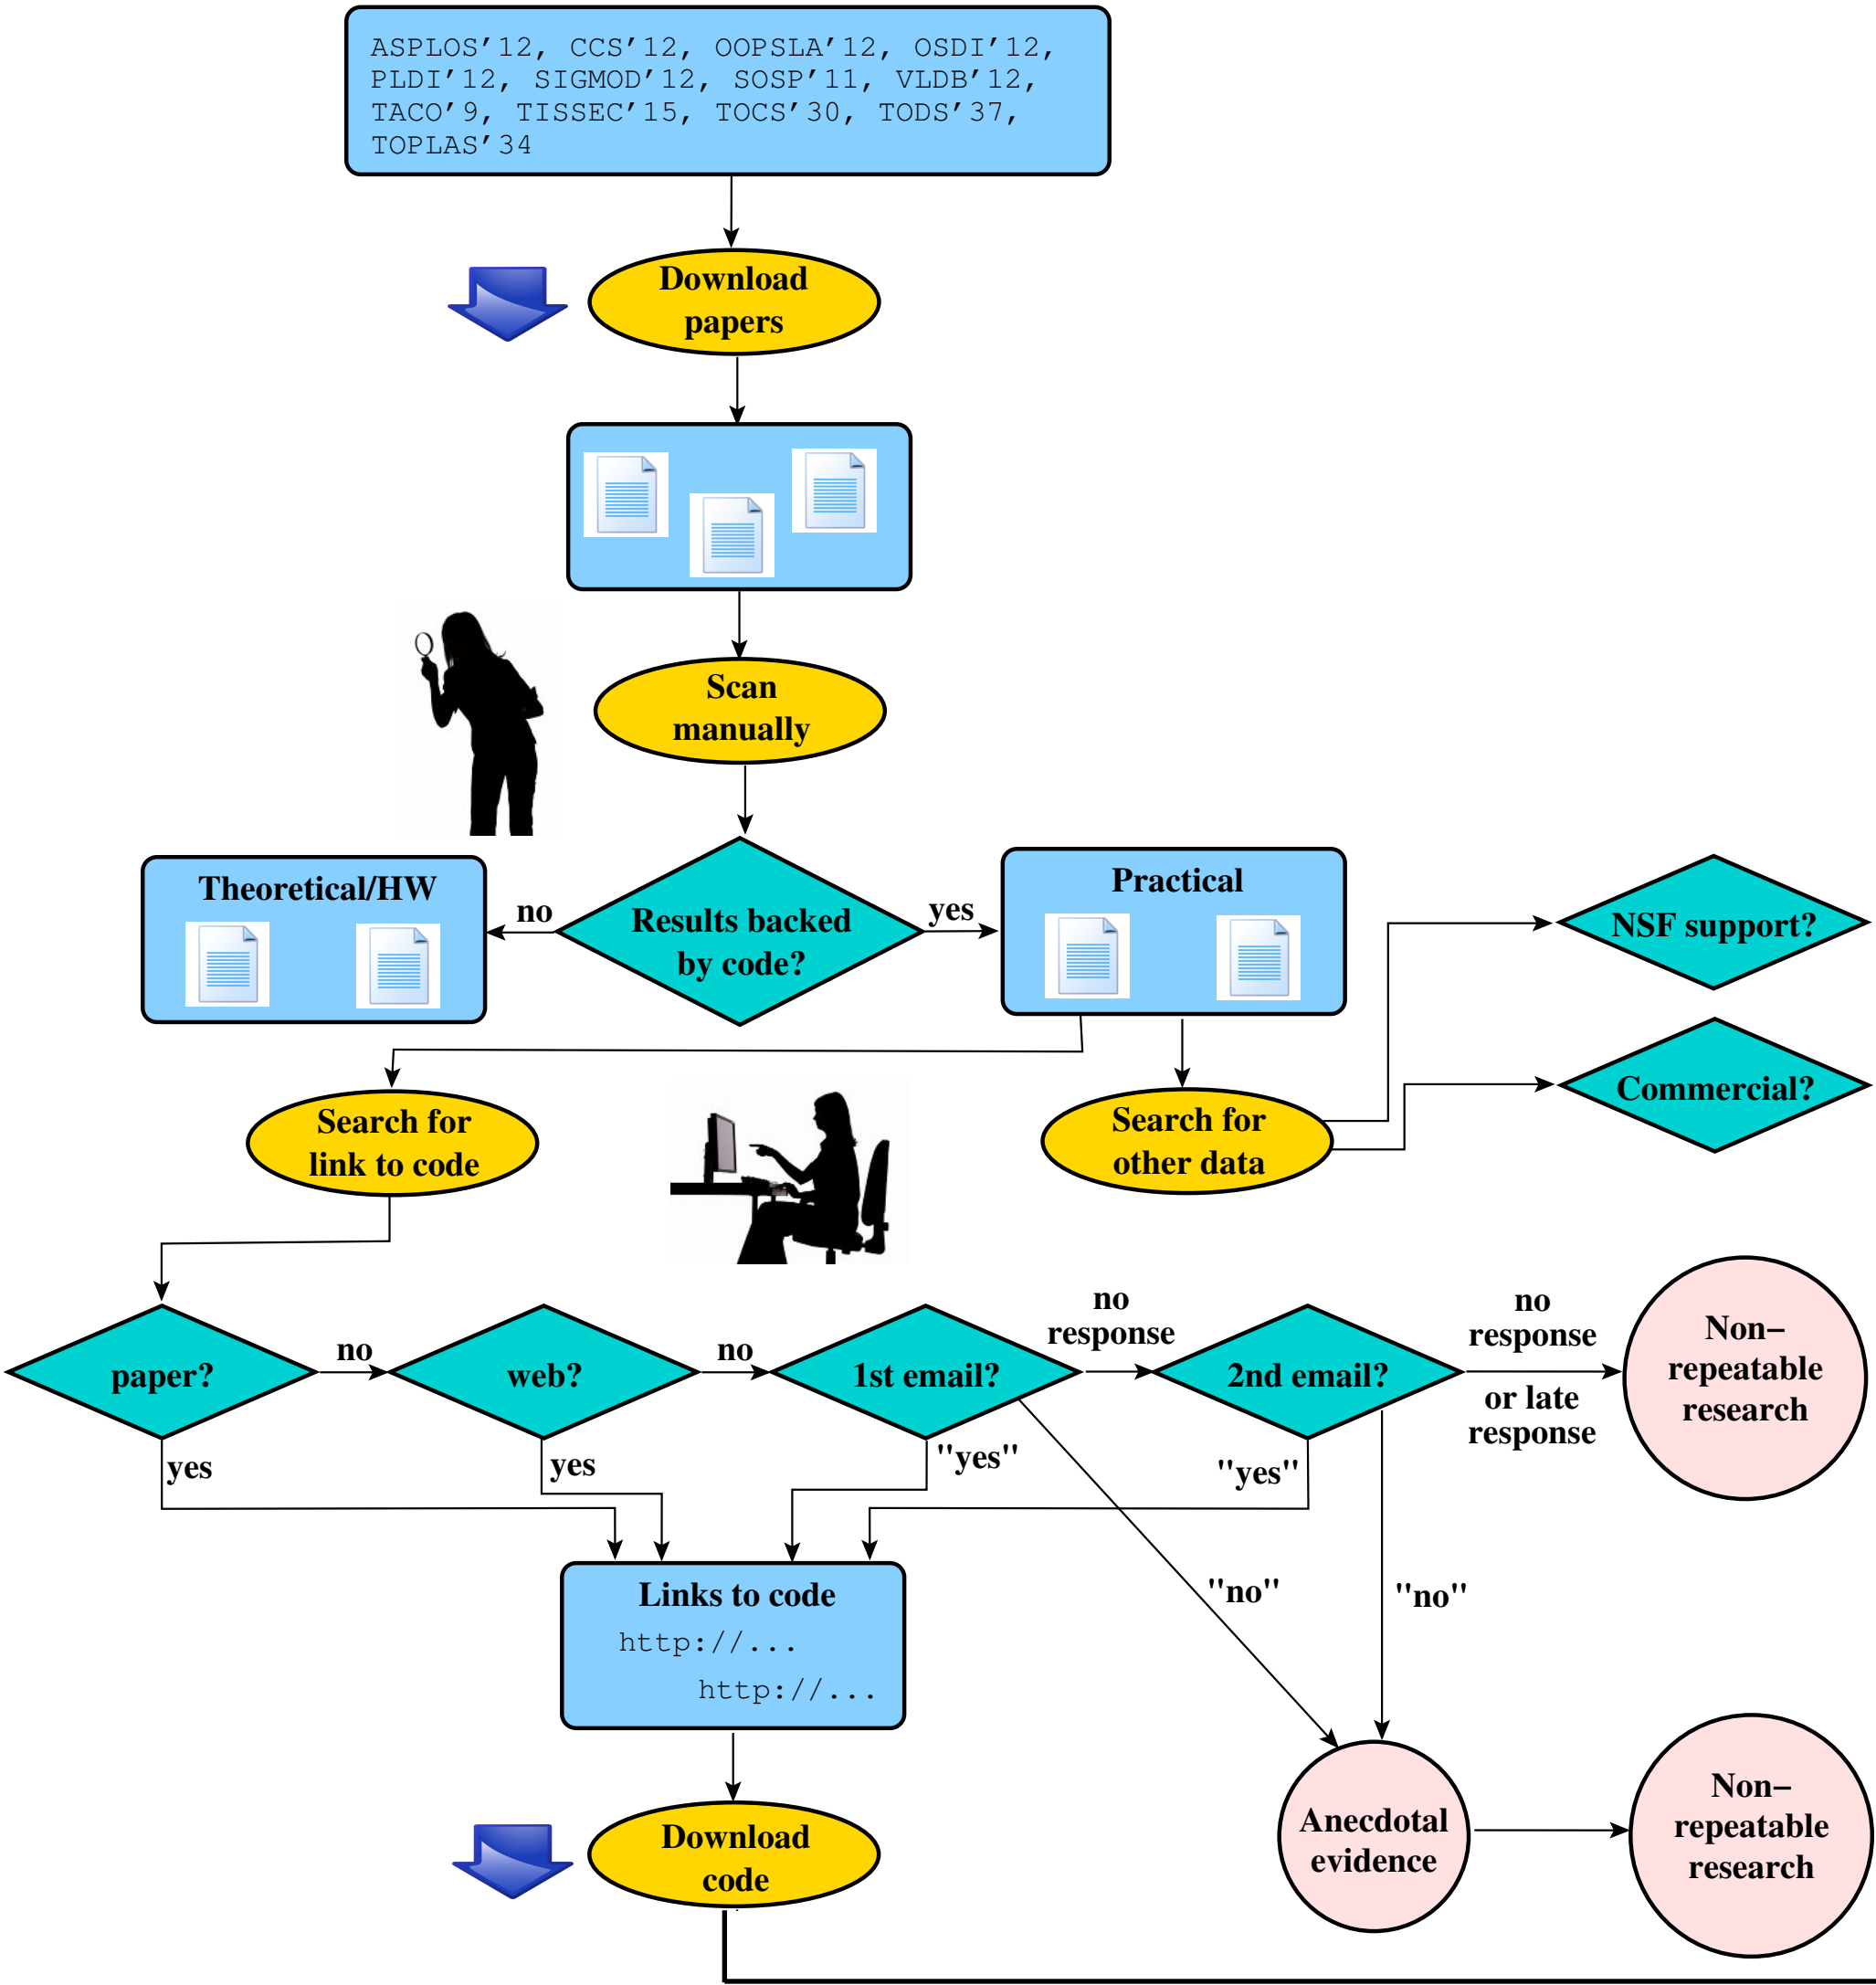 ASPLOS’12, CCS’12, OOPSLA’12, OSDI’12,
PLDI’12, SIGMOD’12, SOSP’11, VLDB’12,
TACO’9, TISSEC’15, TOCS’30, TODS’37,
TOPLAS’34
Download
papers
Scan
manually
Theoretical/HW
no
Results backed
by code?
yes
Practical
NSF support?
Commercial?
Search for
link to code
Search for
other data
paper?
no
web?
no
1st email?
no
response
2nd email?
no
response
or late
response
Non−
repeatable
research
yes
yes
"yes"
"yes"
"no"
"no"
Links to code
http://...
http://...
Download
code
Anecdotal
evidence
Non−
repeatable
research